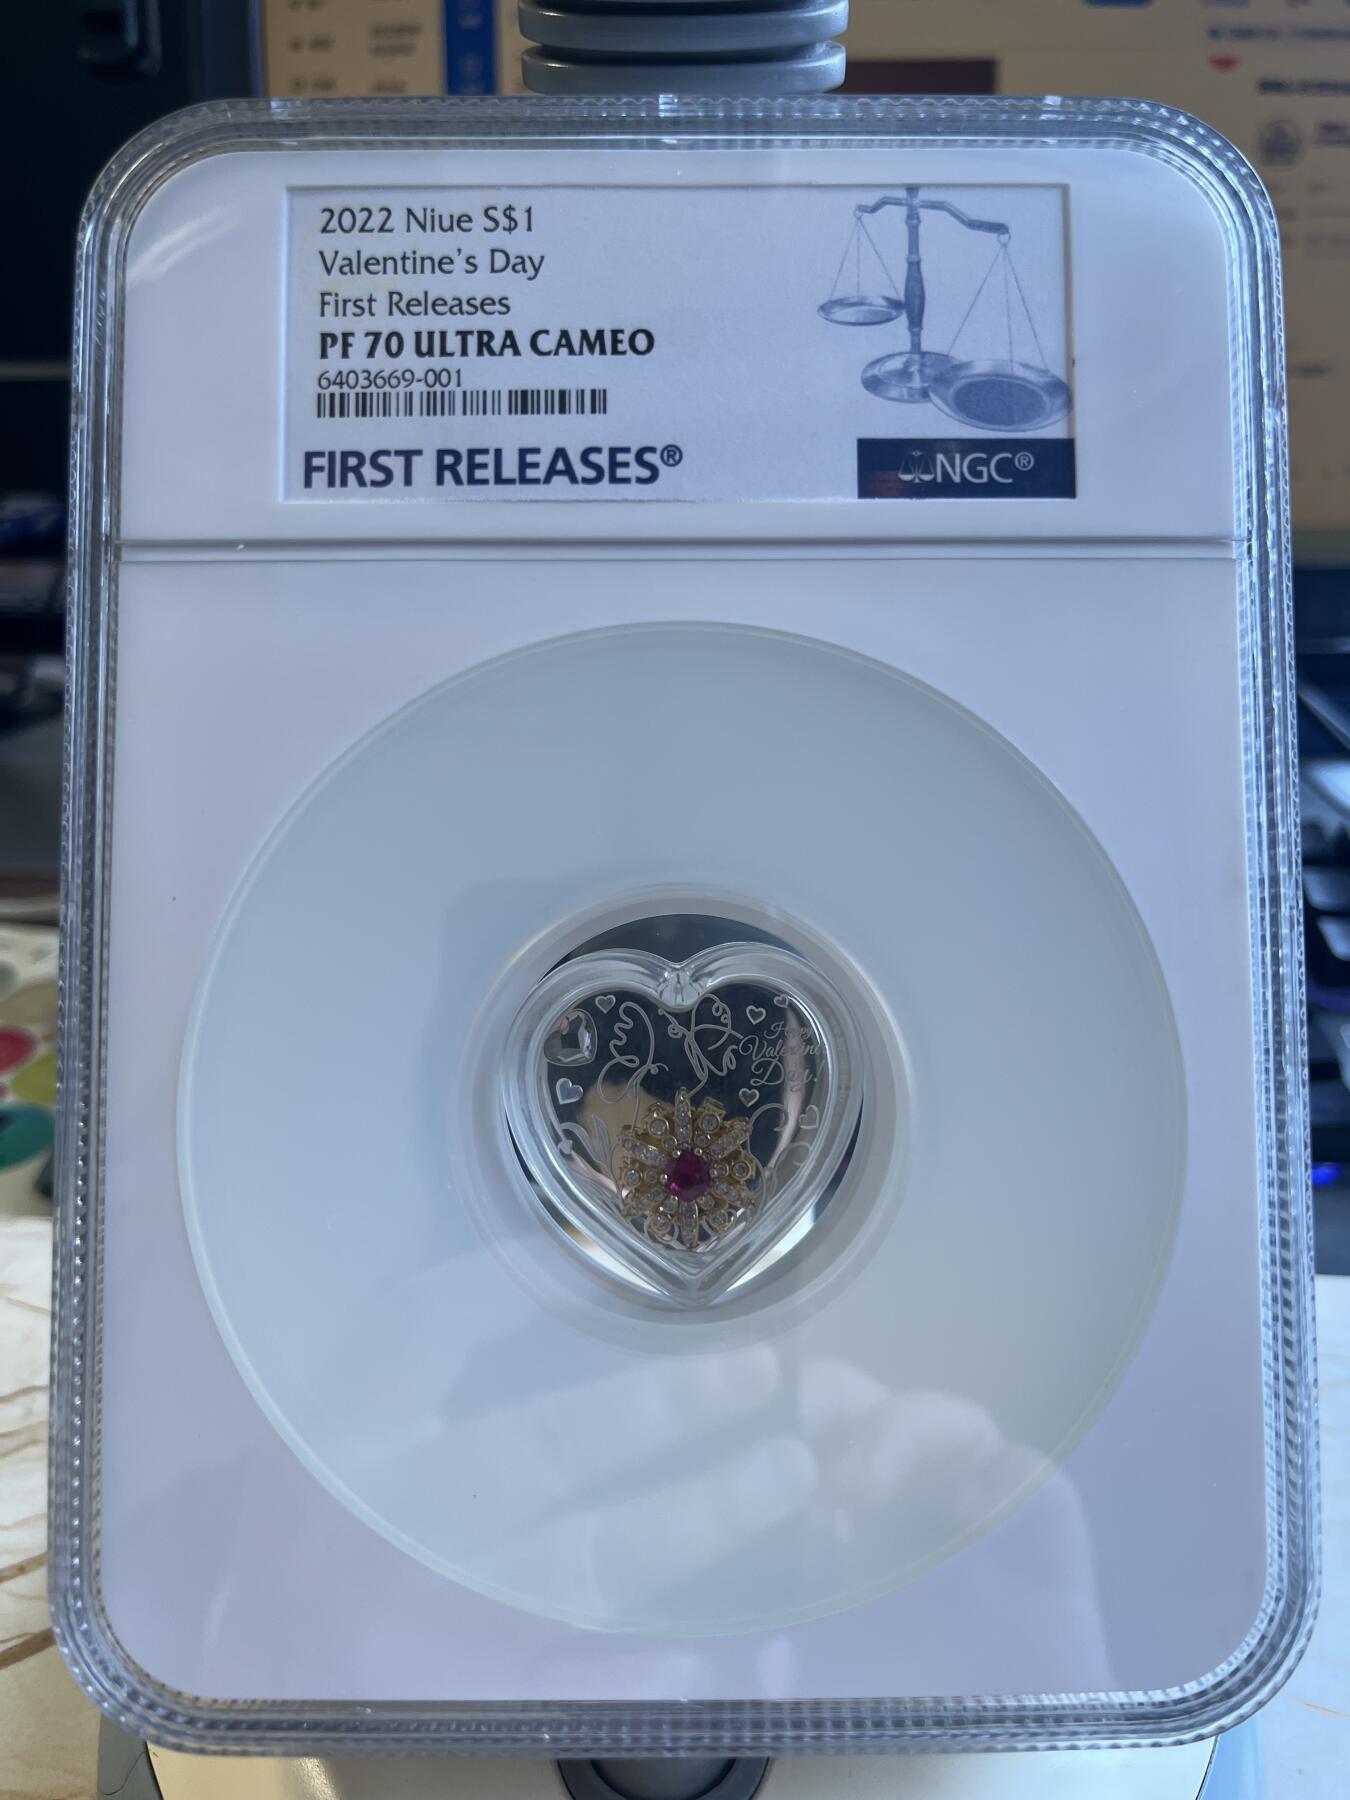 2022 Niue S$1
Valentine's Day
First Releases
PF 70 ULTRA CAMEO
6403669-001
FIRST RELEASES®
NGC®
Happy
Valentine
Day!